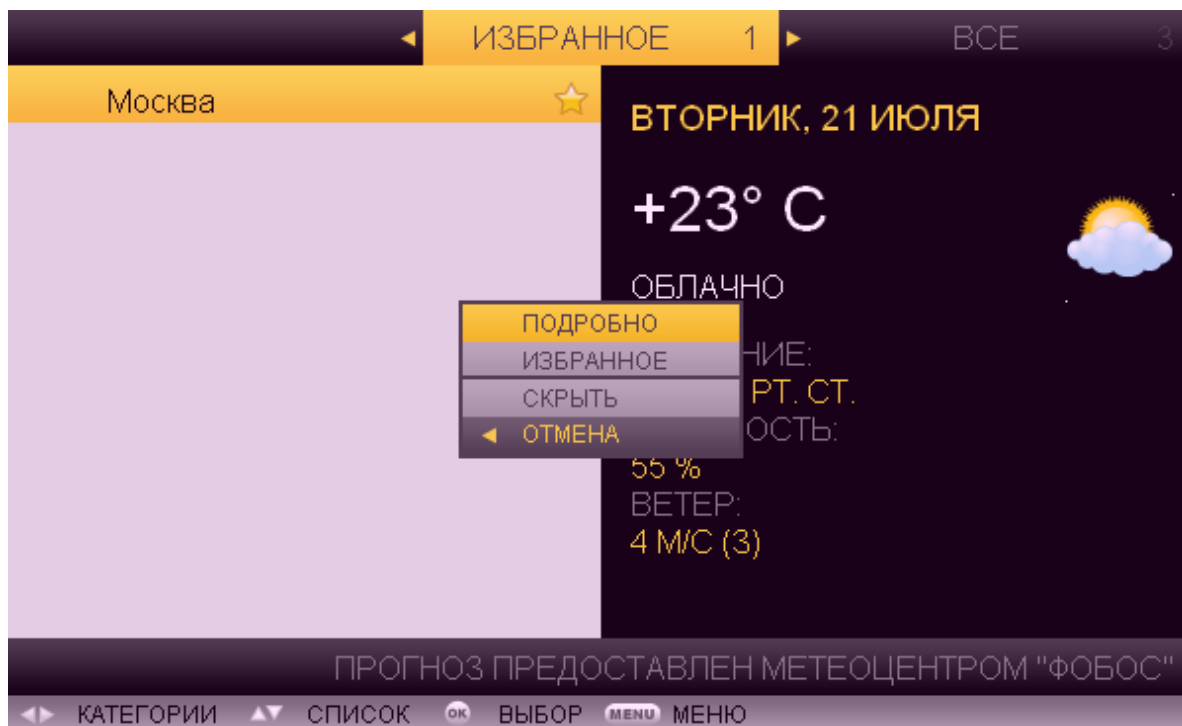 ИЗБРАННОЕ 1 ВСЕ 3
Москва
ВТОРНИК, 21 ИЮЛЯ
+23° C
ОБЛАЧНО
ПОДРОБНО
ИЗБРАННОЕ
СКРЫТЬ
ОТМЕНА
РТ. СТ.
55 %
ВЕТЕР:
4 М/С (3)
ПРОГНОЗ ПРЕДОСТАВЛЕН МЕТЕОЦЕНТРОМ "ФОБОС"
КАТЕГОРИИ СПИСОК OK ВЫБОР MENU МЕНЮ